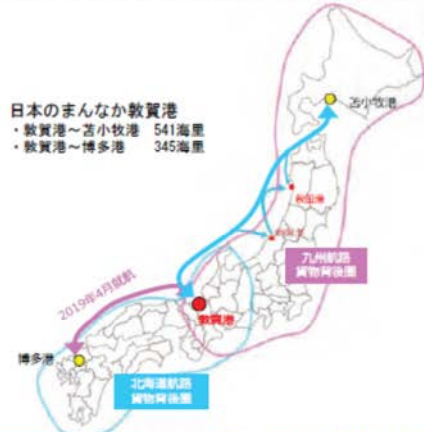 日本のまんなか敦賀港
・敦賀港～苫小牧港 541海里
・敦賀港～博多港 345海里
苫小牧港
秋田港
九州航路
貨物背後圏
2019年4月就航
敦賀港
博多港
北海道航路
貨物背後圏